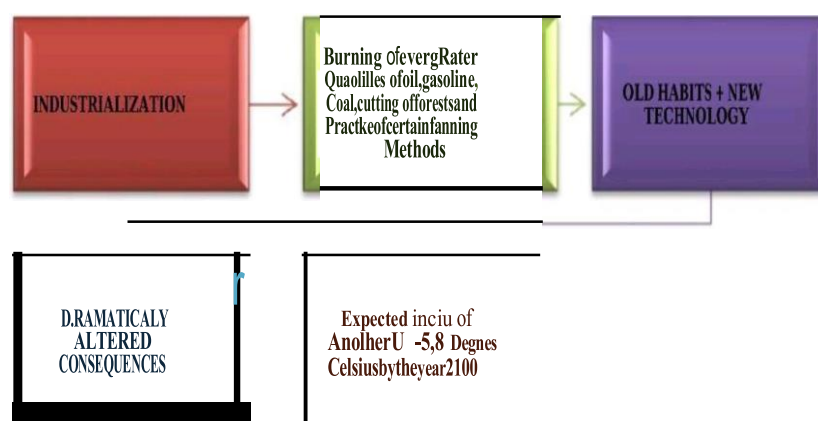 INDUSTRIALIZATION
Burning ofevergRater
Quaolilles ofoil,gasoline,
Coal,cutting offorestsand
Practkeofcertainfanning
Methods
OLD HABITS + NEW
TECHNOLOGY
D.RAMATICALY
ALTERED
CONSEQUENCES
r
Expected inciu of
AnolherU -5,8 Degnes
Celsiusbytheyear2100